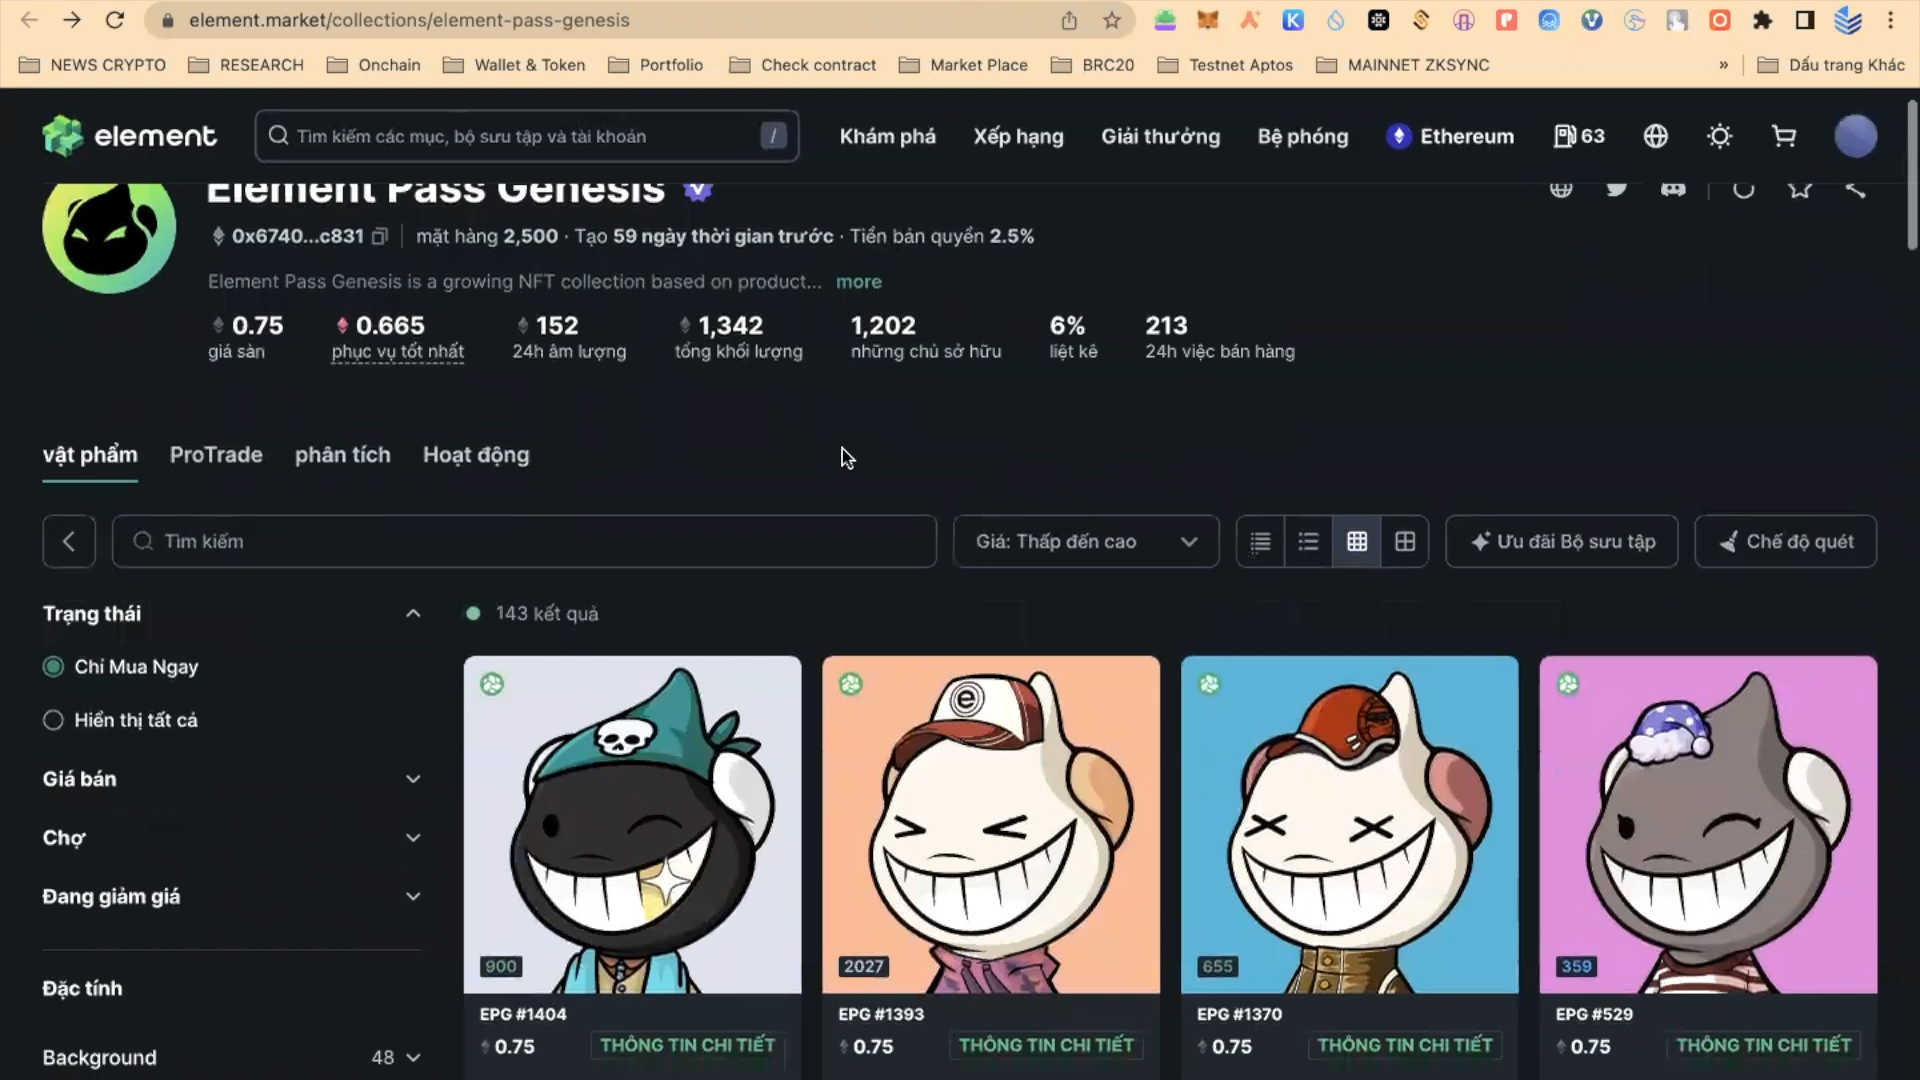 element.market/collections/element-pass-genesis
NEWS CRYPTO RESEARCH Onchain Wallet & Token Portfolio Check contract Market Place BRC20 Testnet Aptos MAINNET ZKSYNC » Dấu trang Khác
element Tìm kiếm các mục, bộ sưu tập và tài khoản / Khám phá Xếp hạng Giải thưởng Bệ phóng Ethereum 63
Element Pass Genesis
0x6740...c831 mặt hàng 2,500 · Tạo 59 ngày thời gian trước · Tiền bản quyền 2.5%
Element Pass Genesis is a growing NFT collection based on product... more
0.75 0.665 152 1,342 1,202 6% 213
giá sàn phục vụ tốt nhất 24h âm lượng tổng khối lượng những chủ sở hữu liệt kê 24h việc bán hàng
vật phẩm ProTrade phân tích Hoạt động
Tìm kiếm Giá: Thấp đến cao Ưu đãi Bộ sưu tập Chế độ quét
Trạng thái 143 kết quả
Chỉ Mua Ngay
Hiển thị tất cả
Giá bán
Chợ
Đang giảm giá
Đặc tính
Background 48
e
900 2027 655 359
EPG #1404 EPG #1393 EPG #1370 EPG #529
0.75 THÔNG TIN CHI TIẾT 0.75 THÔNG TIN CHI TIẾT 0.75 THÔNG TIN CHI TIẾT 0.75 THÔNG TIN CHI TIẾT